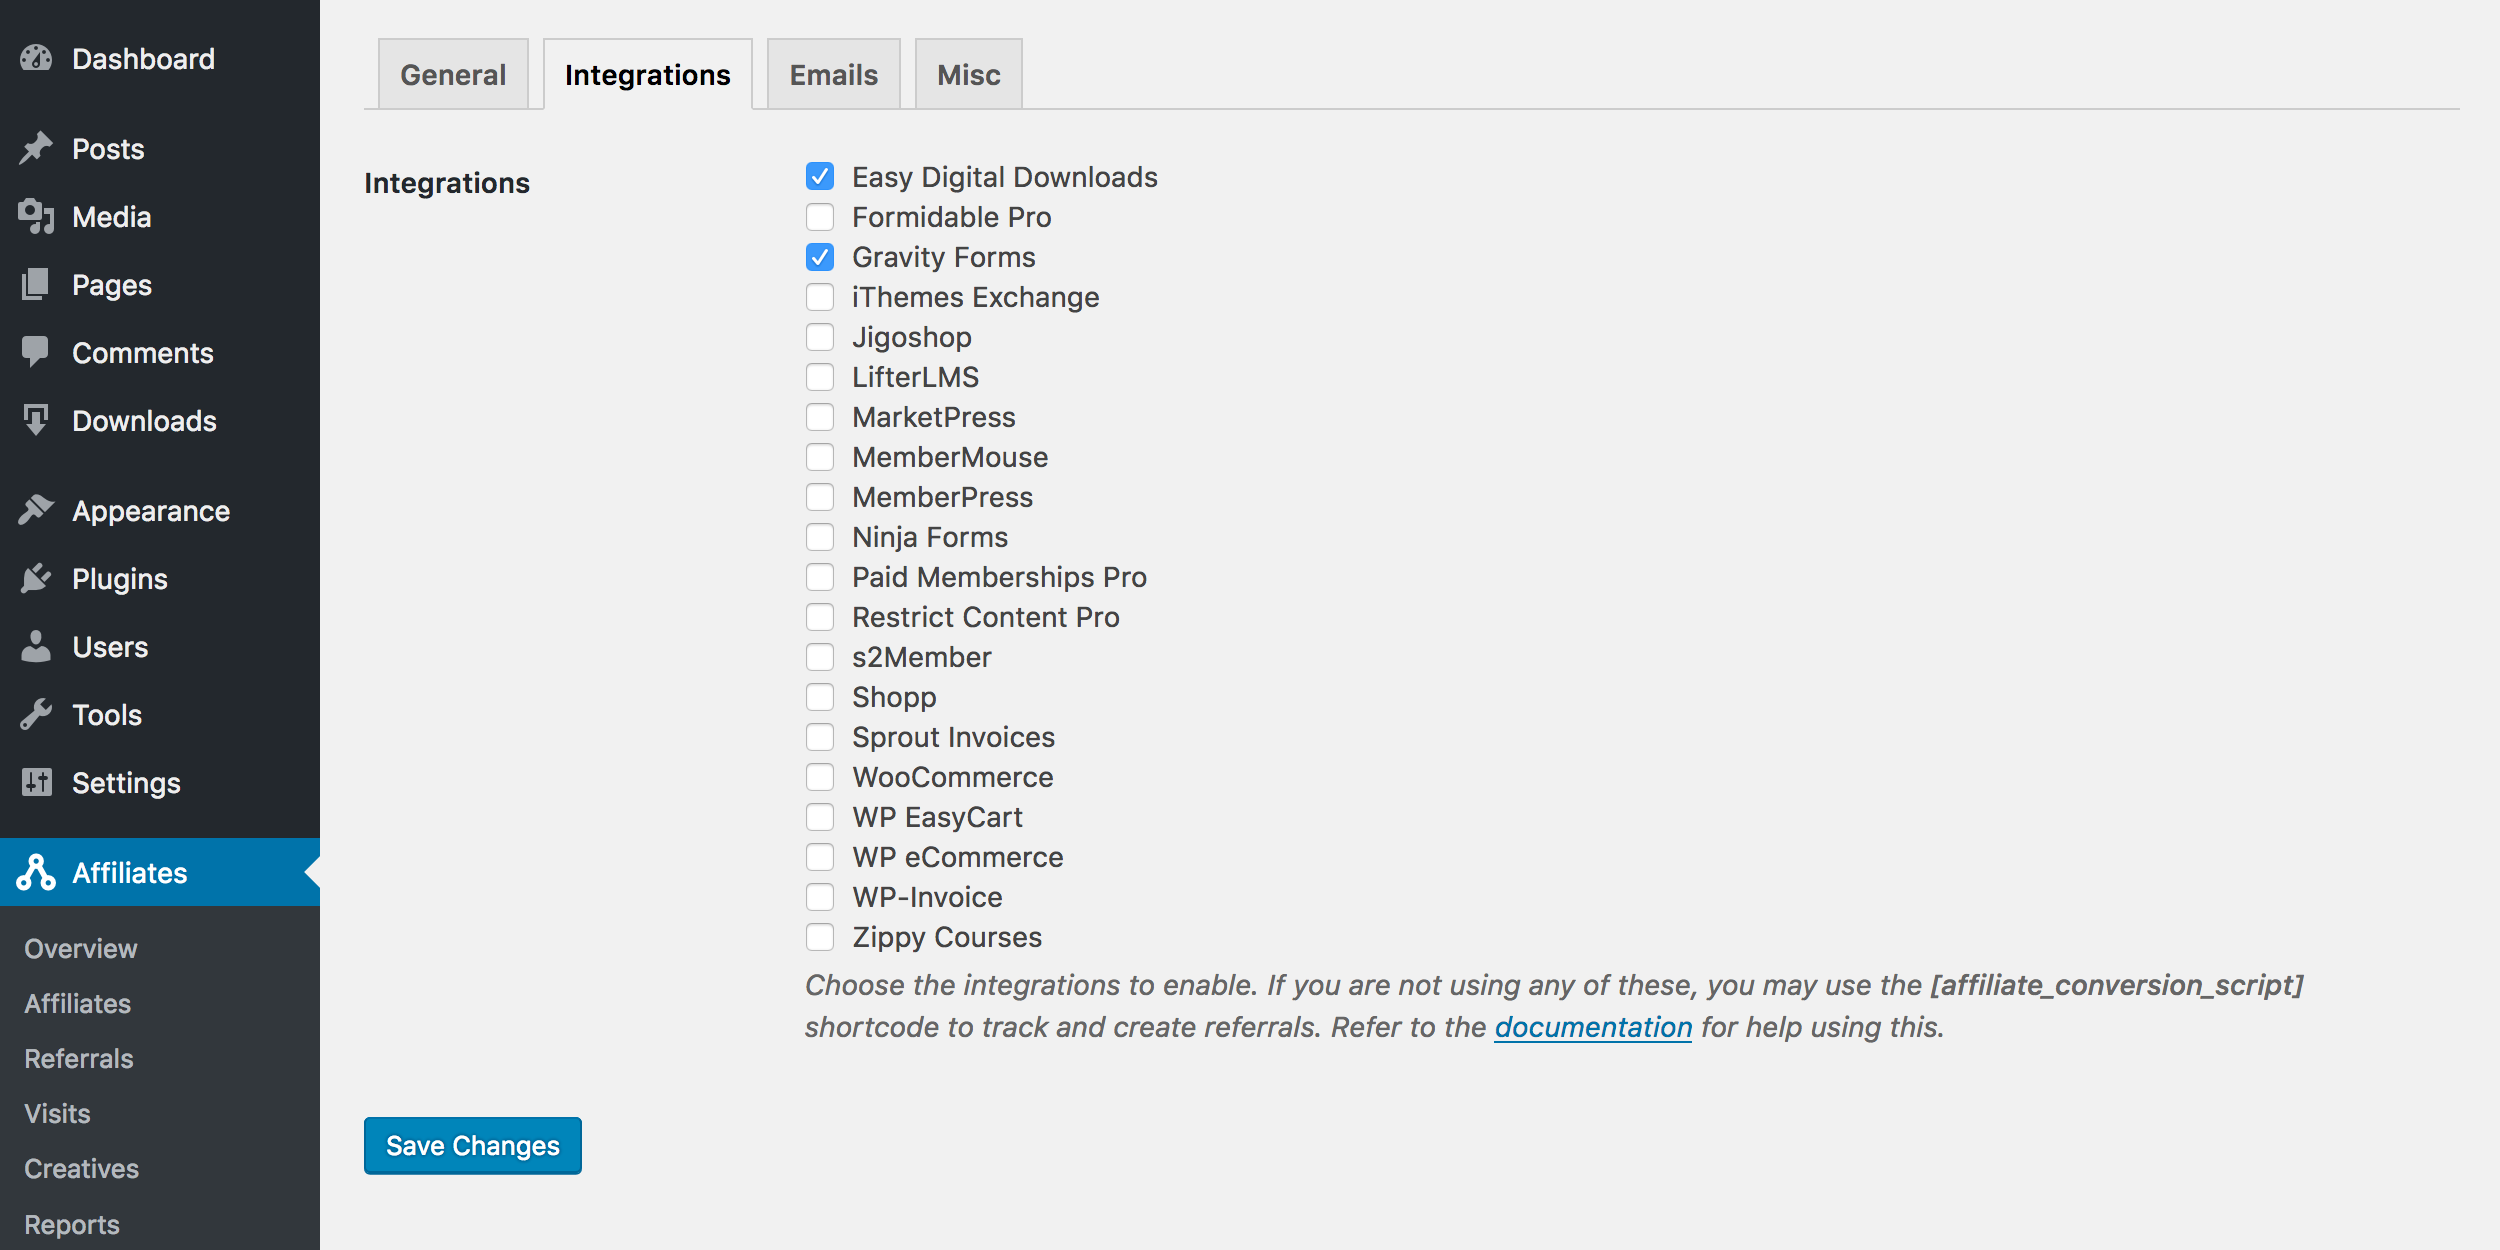 Dashboard
Posts
Media
Pages
Comments
Downloads
Appearance
Plugins
Users
Tools
Settings
Affiliates
Overview
Affiliates
Referrals
Visits
Creatives
Reports
General
Integrations
Emails
Misc
Integrations
Easy Digital Downloads
Formidable Pro
Gravity Forms
iThemes Exchange
Jigoshop
LifterLMS
MarketPress
MemberMouse
MemberPress
Ninja Forms
Paid Memberships Pro
Restrict Content Pro
s2Member
Shopp
Sprout Invoices
WooCommerce
WP EasyCart
WP eCommerce
WP-Invoice
Zippy Courses
Choose the integrations to enable. If you are not using any of these, you may use the [affiliate_conversion_script]
shortcode to track and create referrals. Refer to the documentation for help using this.
Save Changes